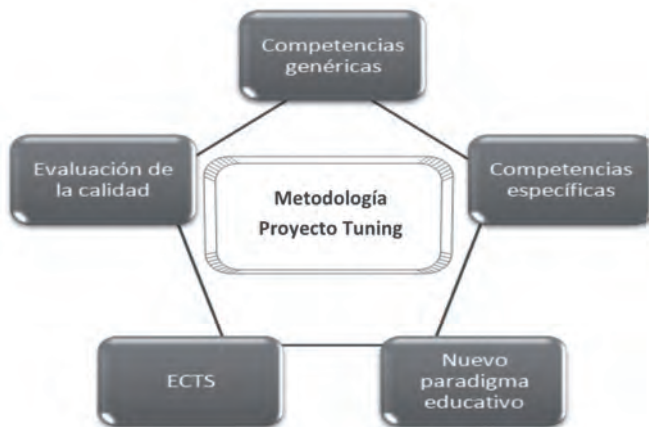 Competencias
genéricas
Evaluación de
la calidad
Metodología
Proyecto Tuning
Competencias
específicas
ECTS
Nuevo
paradigma
educativo